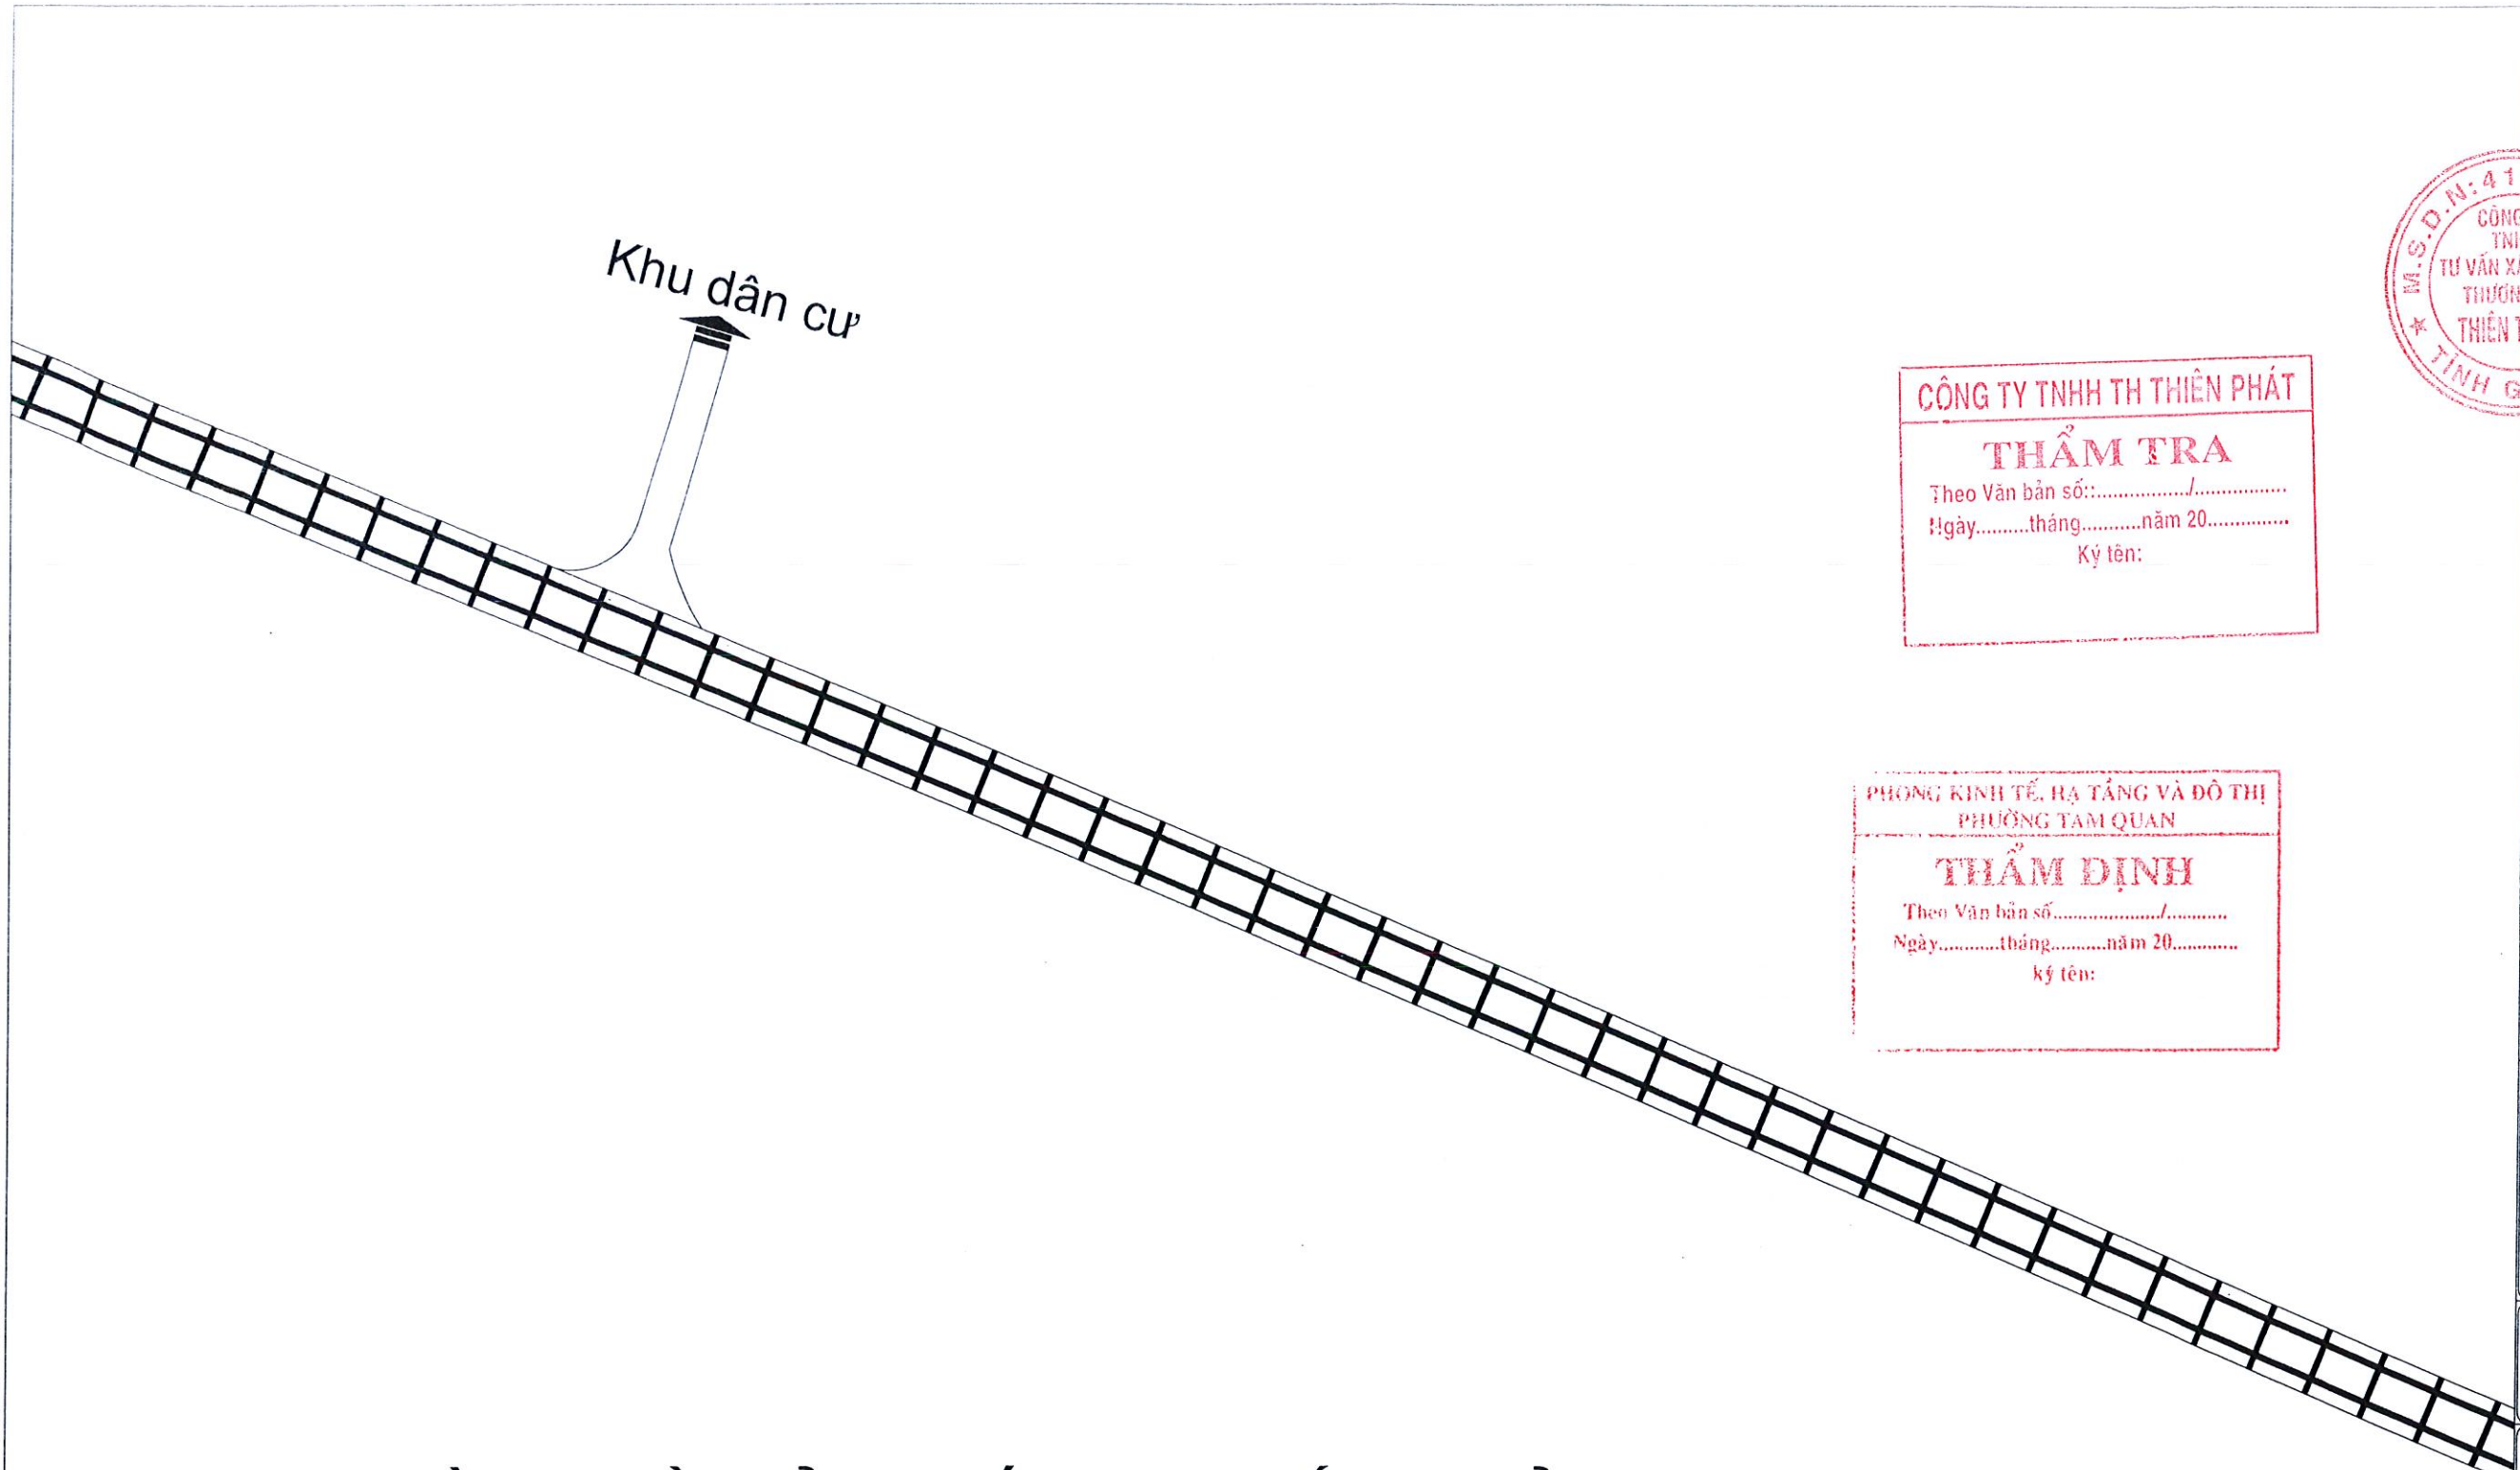 Khu dân cư
M.S.D.N:41
CÔNG
TƯ VẤN
THIÊN
TỈNH G
CÔNG TY TNHH TH THIÊN PHÁT
THẨM TRA
Theo Văn bản số::................./.................
Ngày.........tháng..........năm 20..............
Ký tên:
PHÒNG KINH TẾ, HẠ TẦNG VÀ ĐÔ THỊ
PHƯỜNG TAM QUAN
THẨM ĐỊNH
Theo Văn bản số...................../...........
Ngày...........tháng..........năm 20............
ký tên: